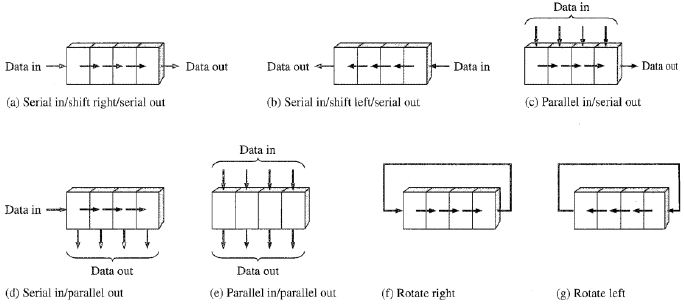 Data in
Data in
Data out
(a) Serial in/shift right/serial out
Data out
Data in
(b) Serial in/shift left/serial out
Data out
(c) Parallel in/serial out
Data in
Data out
(d) Serial in/parallel out
Data in
Data out
(e) Parallel in/parallel out
(f) Rotate right
(g) Rotate left